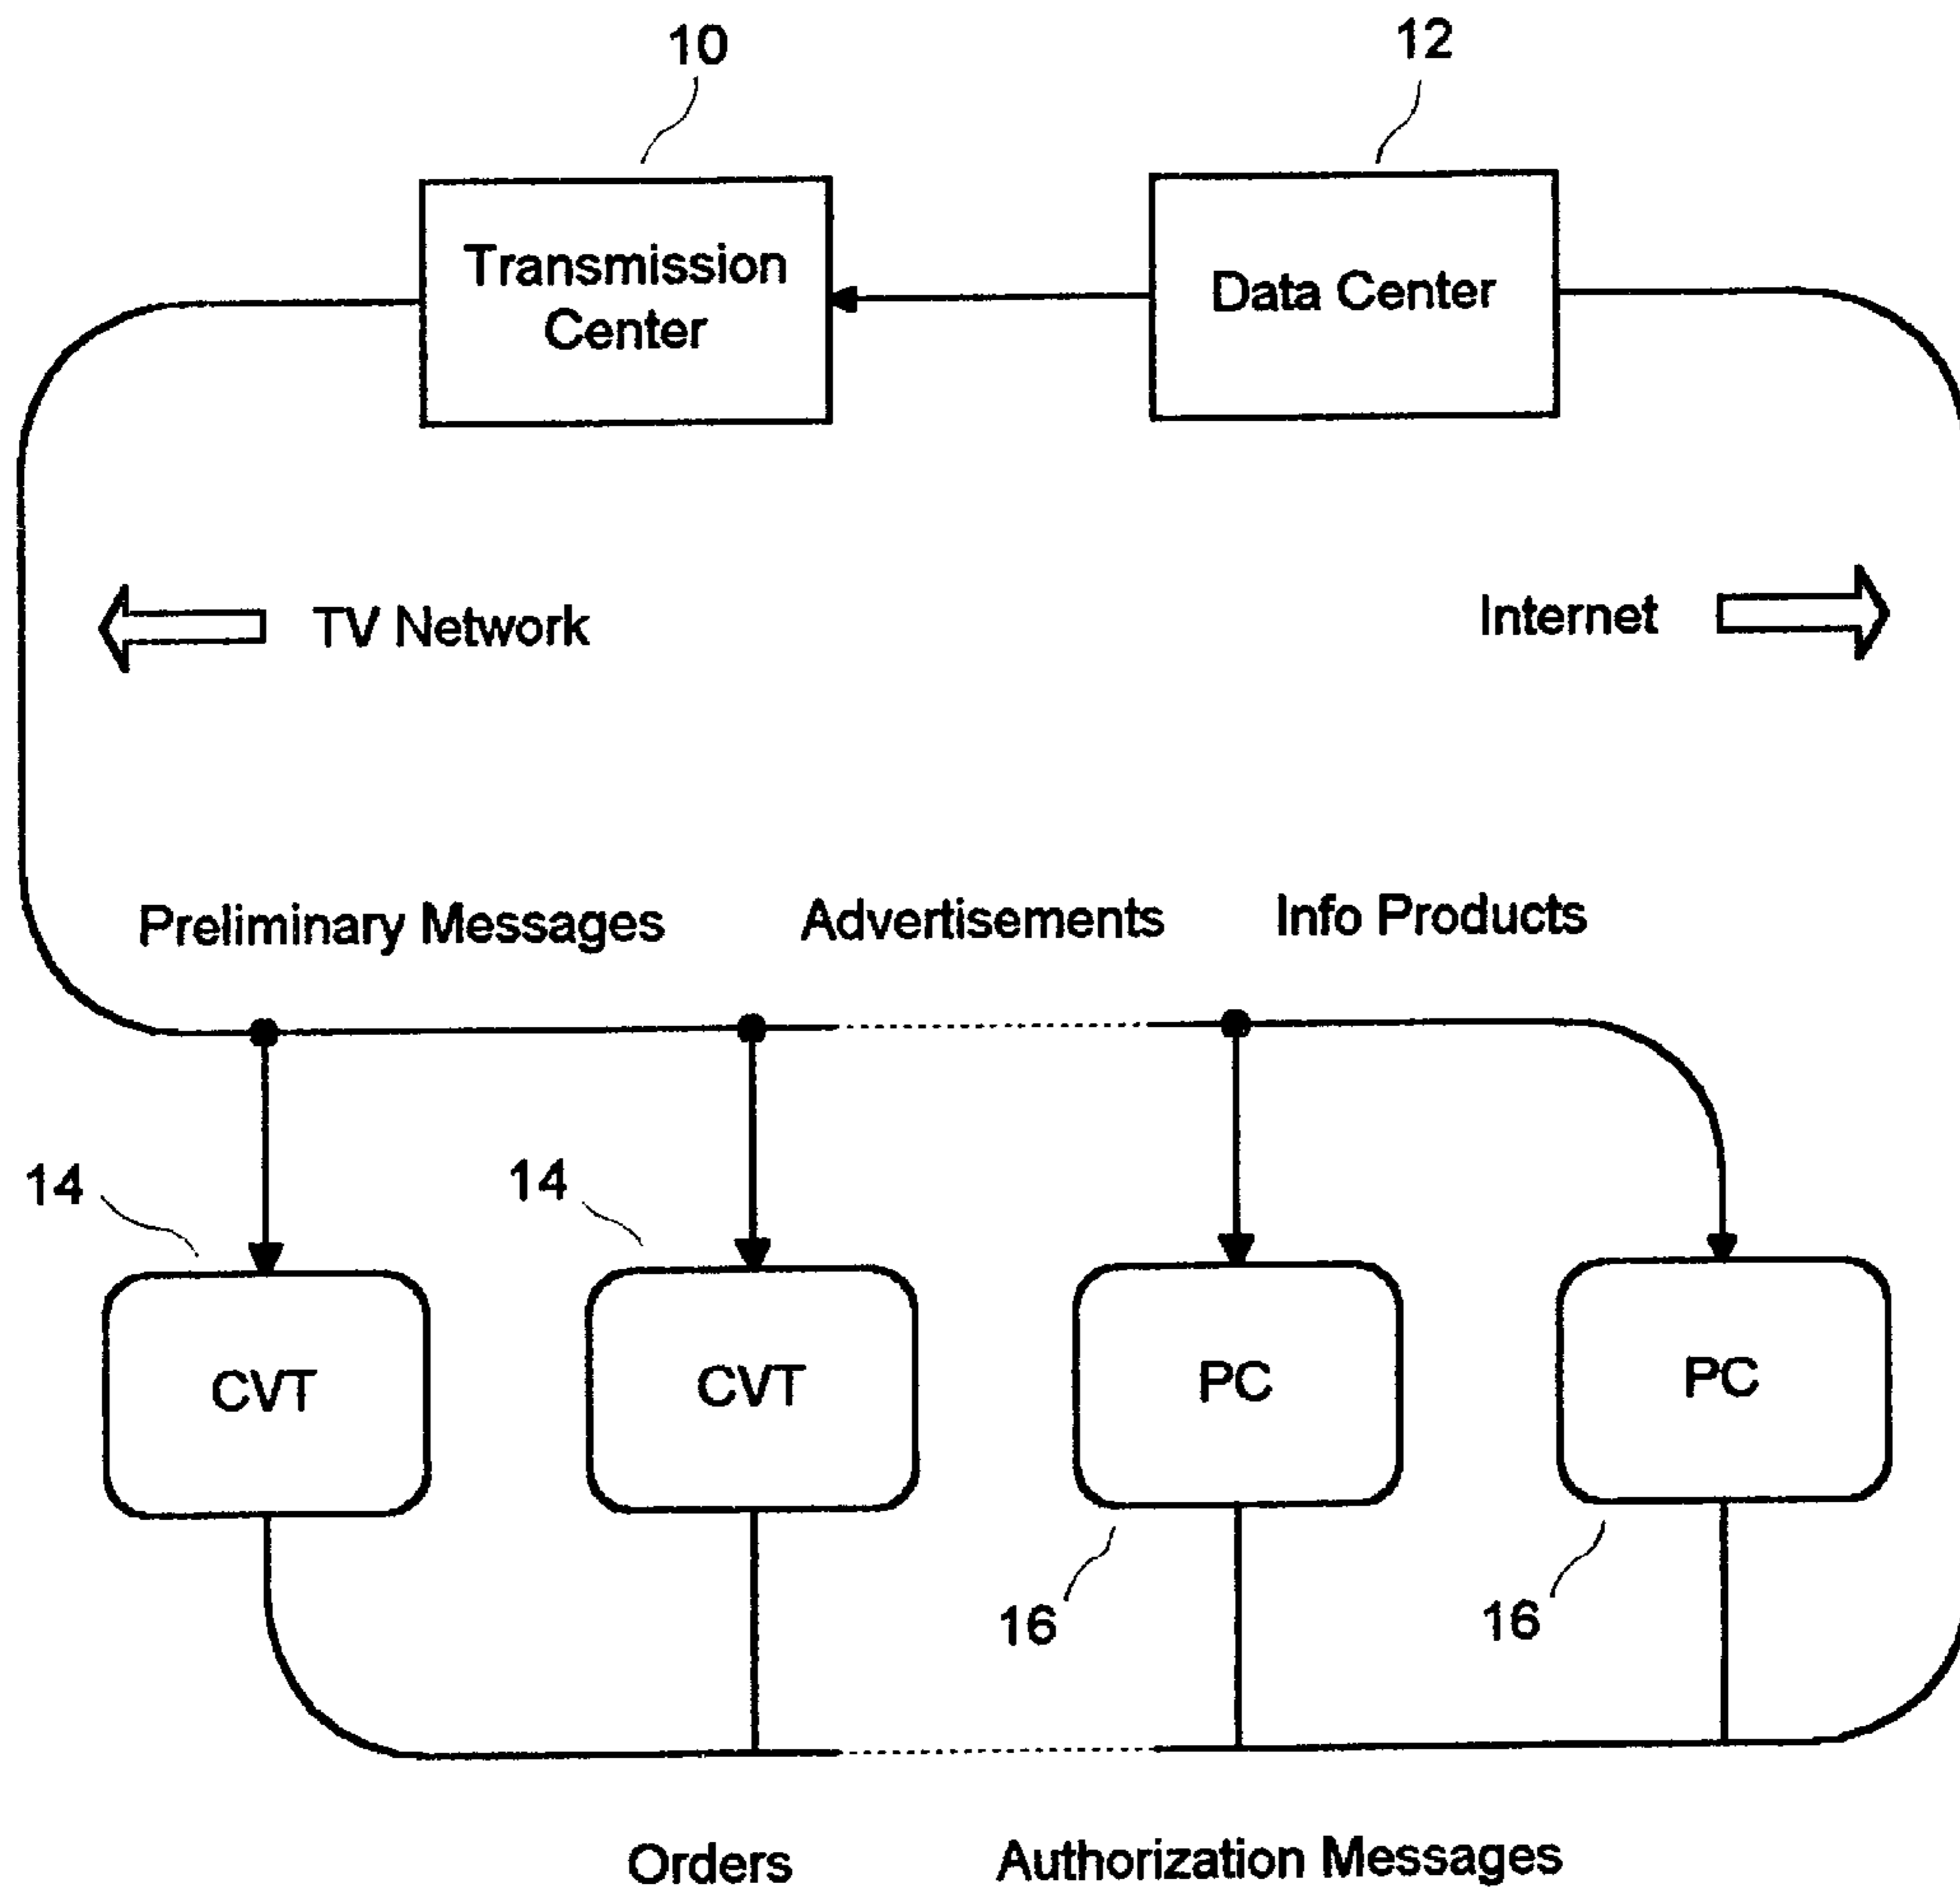 10
12
Transmission
Center
Data Center
TV Network
Internet
Preliminary Messages
Advertisements
Info Products
14
14
CVT
CVT
PC
PC
16
16
Orders
Authorization Messages